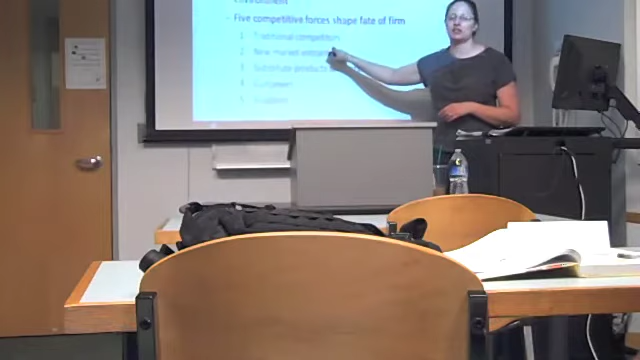 environment
- Five competitive forces shape fate of firm
1. Traditional competitors
2. New market entrants
3. Substitute products
4. Customers
5. Suppliers